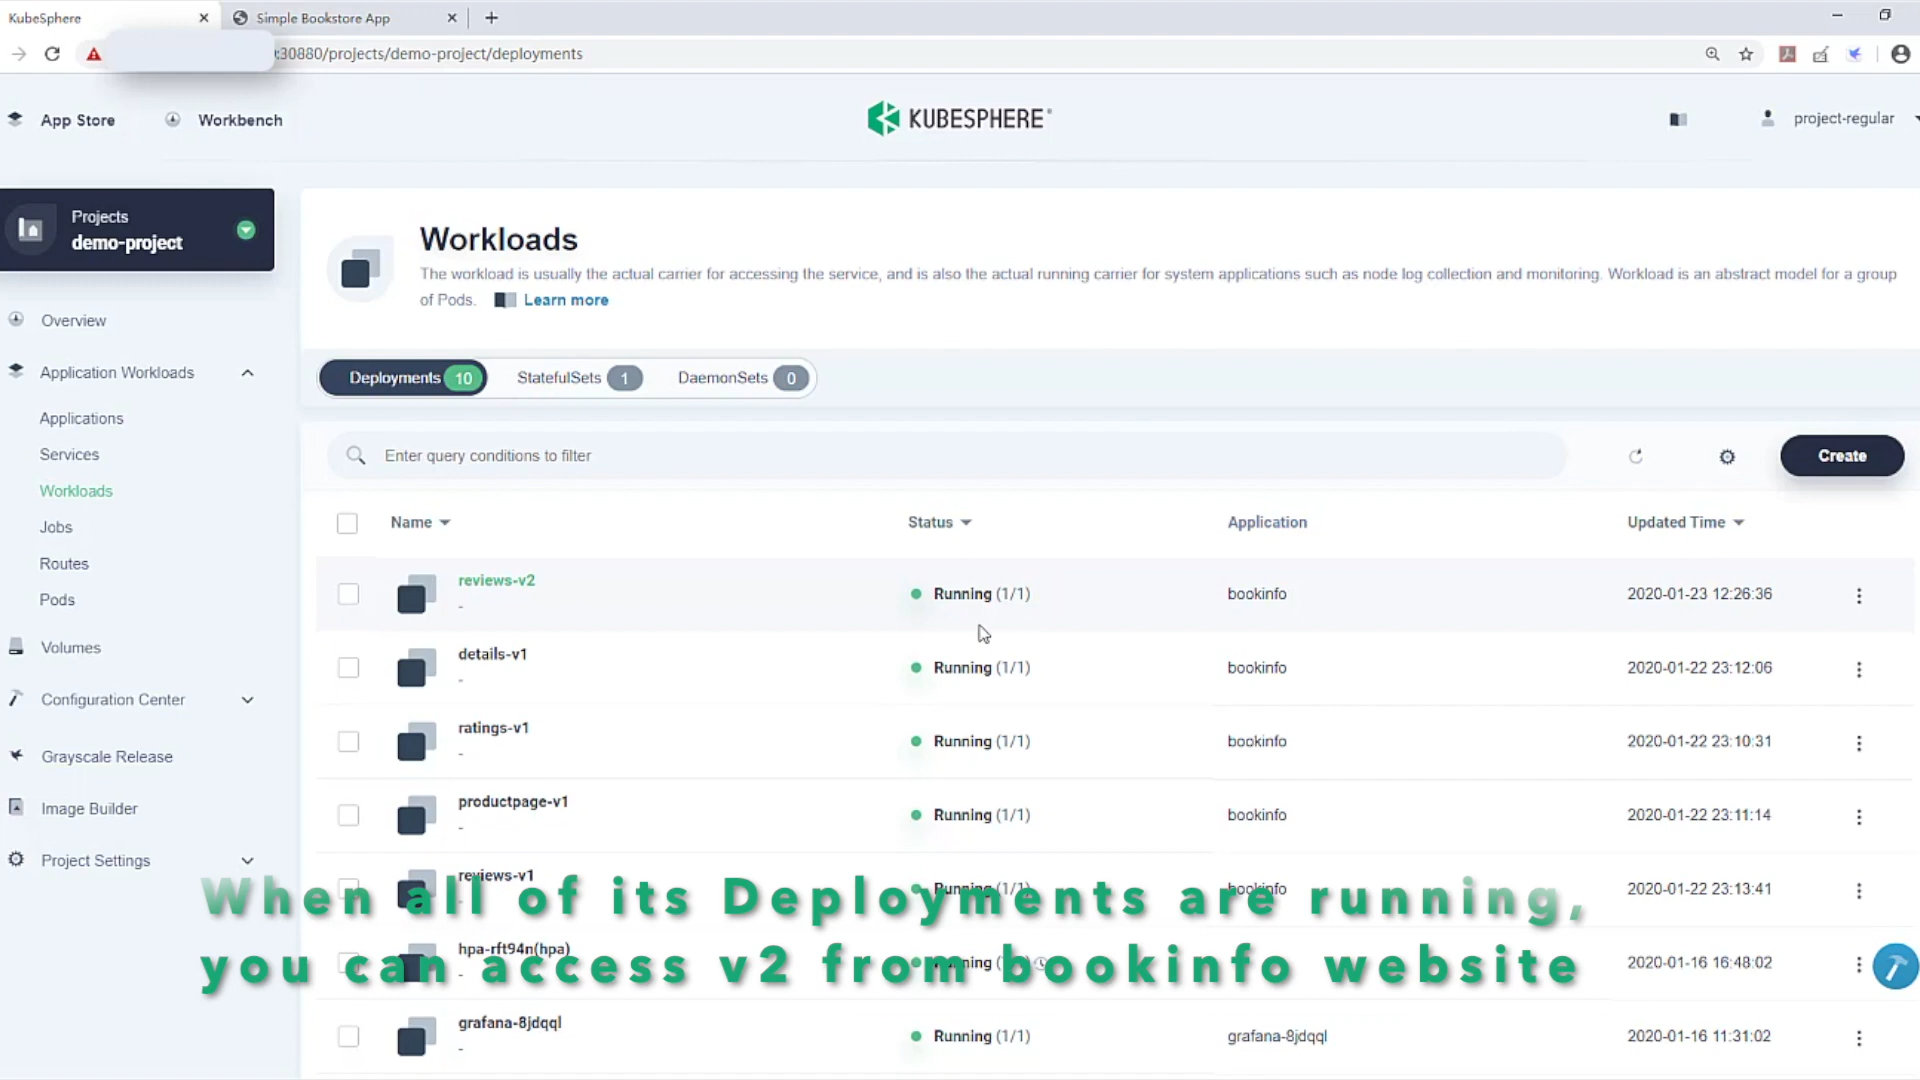 KubeSphere
Simple Bookstore App
:30880/projects/demo-project/deployments
App Store
Workbench
KUBESPHERE
project-regular
Projects
demo-project
Overview
Application Workloads
Applications
Services
Workloads
Jobs
Routes
Pods
Volumes
Configuration Center
Grayscale Release
Image Builder
Project Settings
Workloads
The workload is usually the actual carrier for accessing the service, and is also the actual running carrier for system applications such as node log collection and monitoring. Workload is an abstract model for a group
of Pods. Learn more
Deployments 10 StatefulSets 1 DaemonSets 0
Enter query conditions to filter
Create
Name Status Application Updated Time
reviews-v2
-
Running (1/1) bookinfo 2020-01-23 12:26:36
details-v1
-
Running (1/1) bookinfo 2020-01-22 23:12:06
ratings-v1
-
Running (1/1) bookinfo 2020-01-22 23:10:31
productpage-v1
-
Running (1/1) bookinfo 2020-01-22 23:11:14
reviews-v1
Running (1/1) bookinfo 2020-01-22 23:13:41
hpa-rft94n(hpa)
-
2020-01-16 16:48:02
grafana-8jdqql
-
Running (1/1) grafana-8jdqql 2020-01-16 11:31:02
When all of its Deployments are running,
you can access v2 from bookinfo website